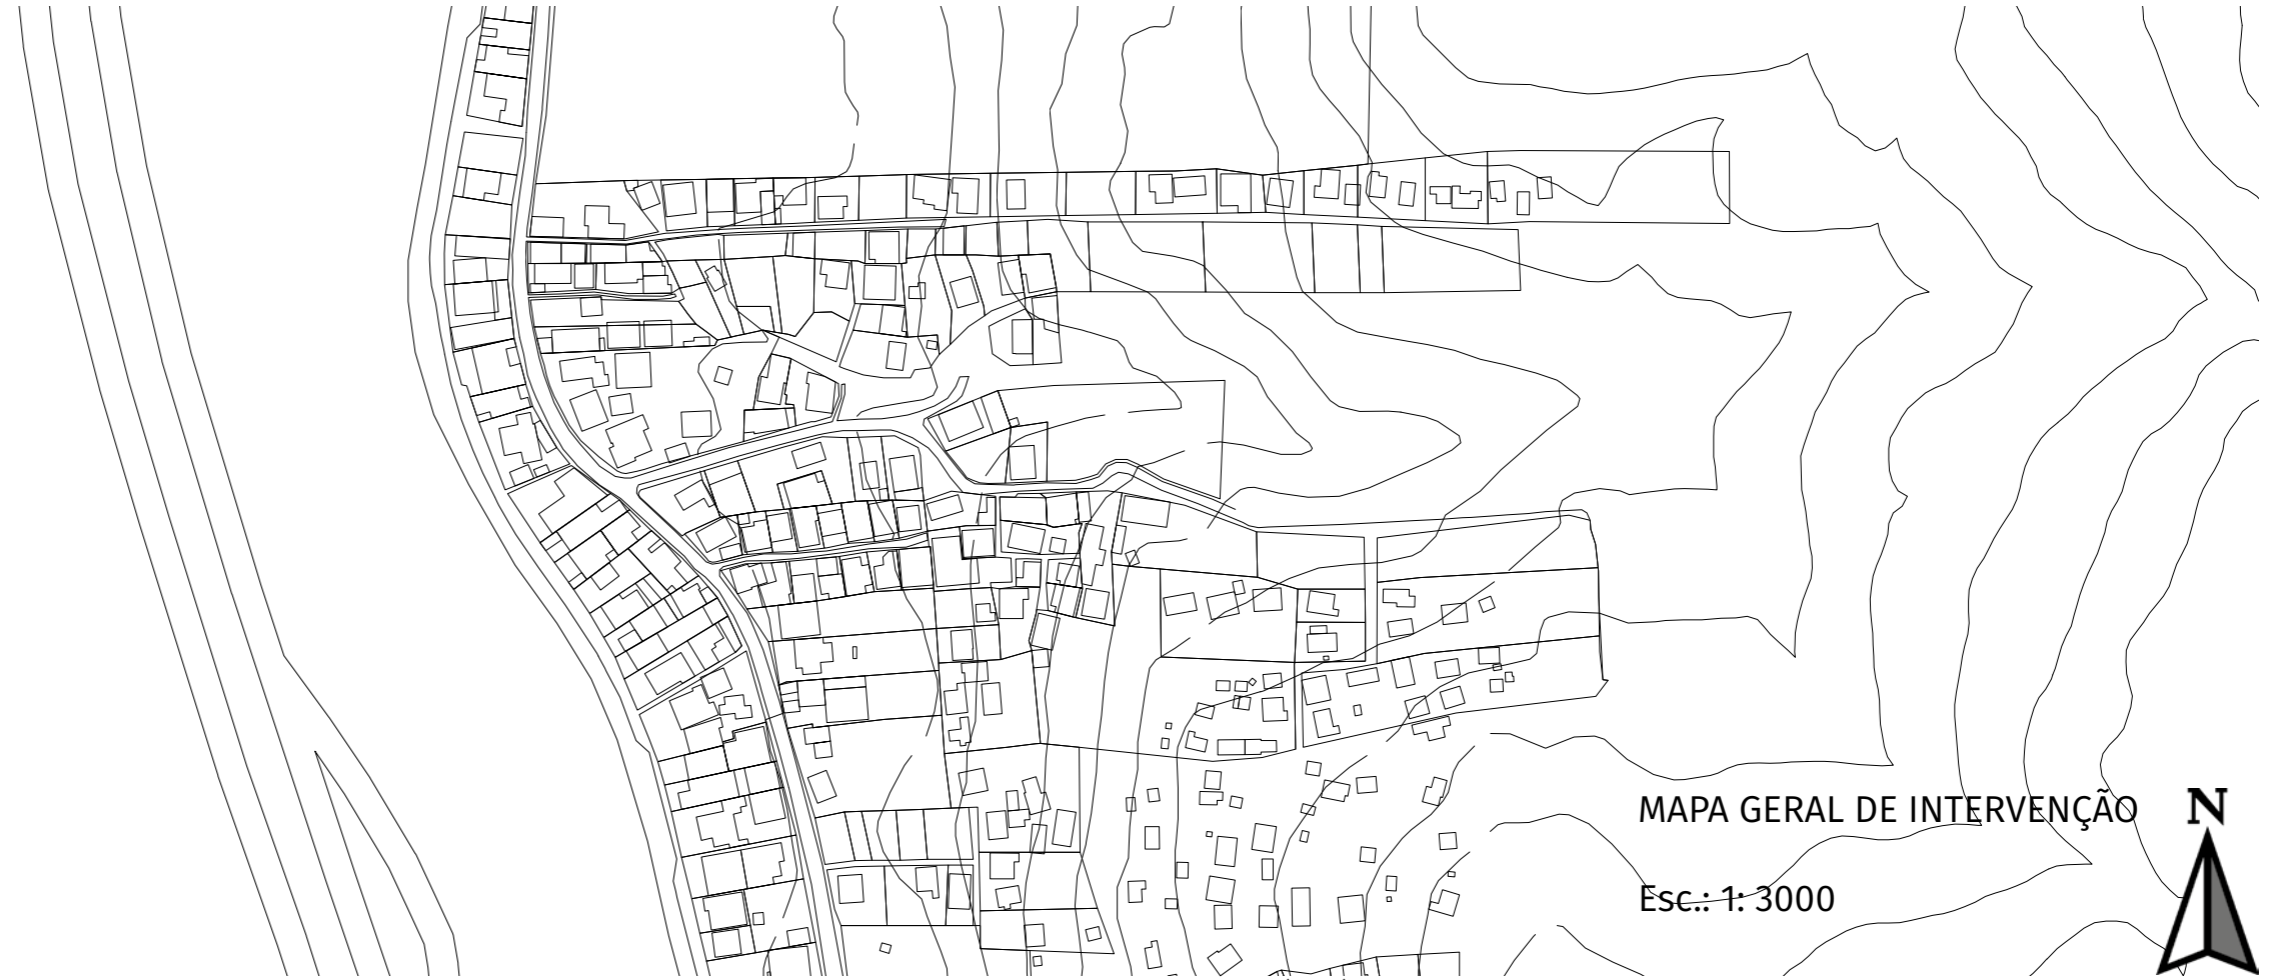 MAPA GERAL DE INTERVENÇÃO
N
Esc.: 1: 3000